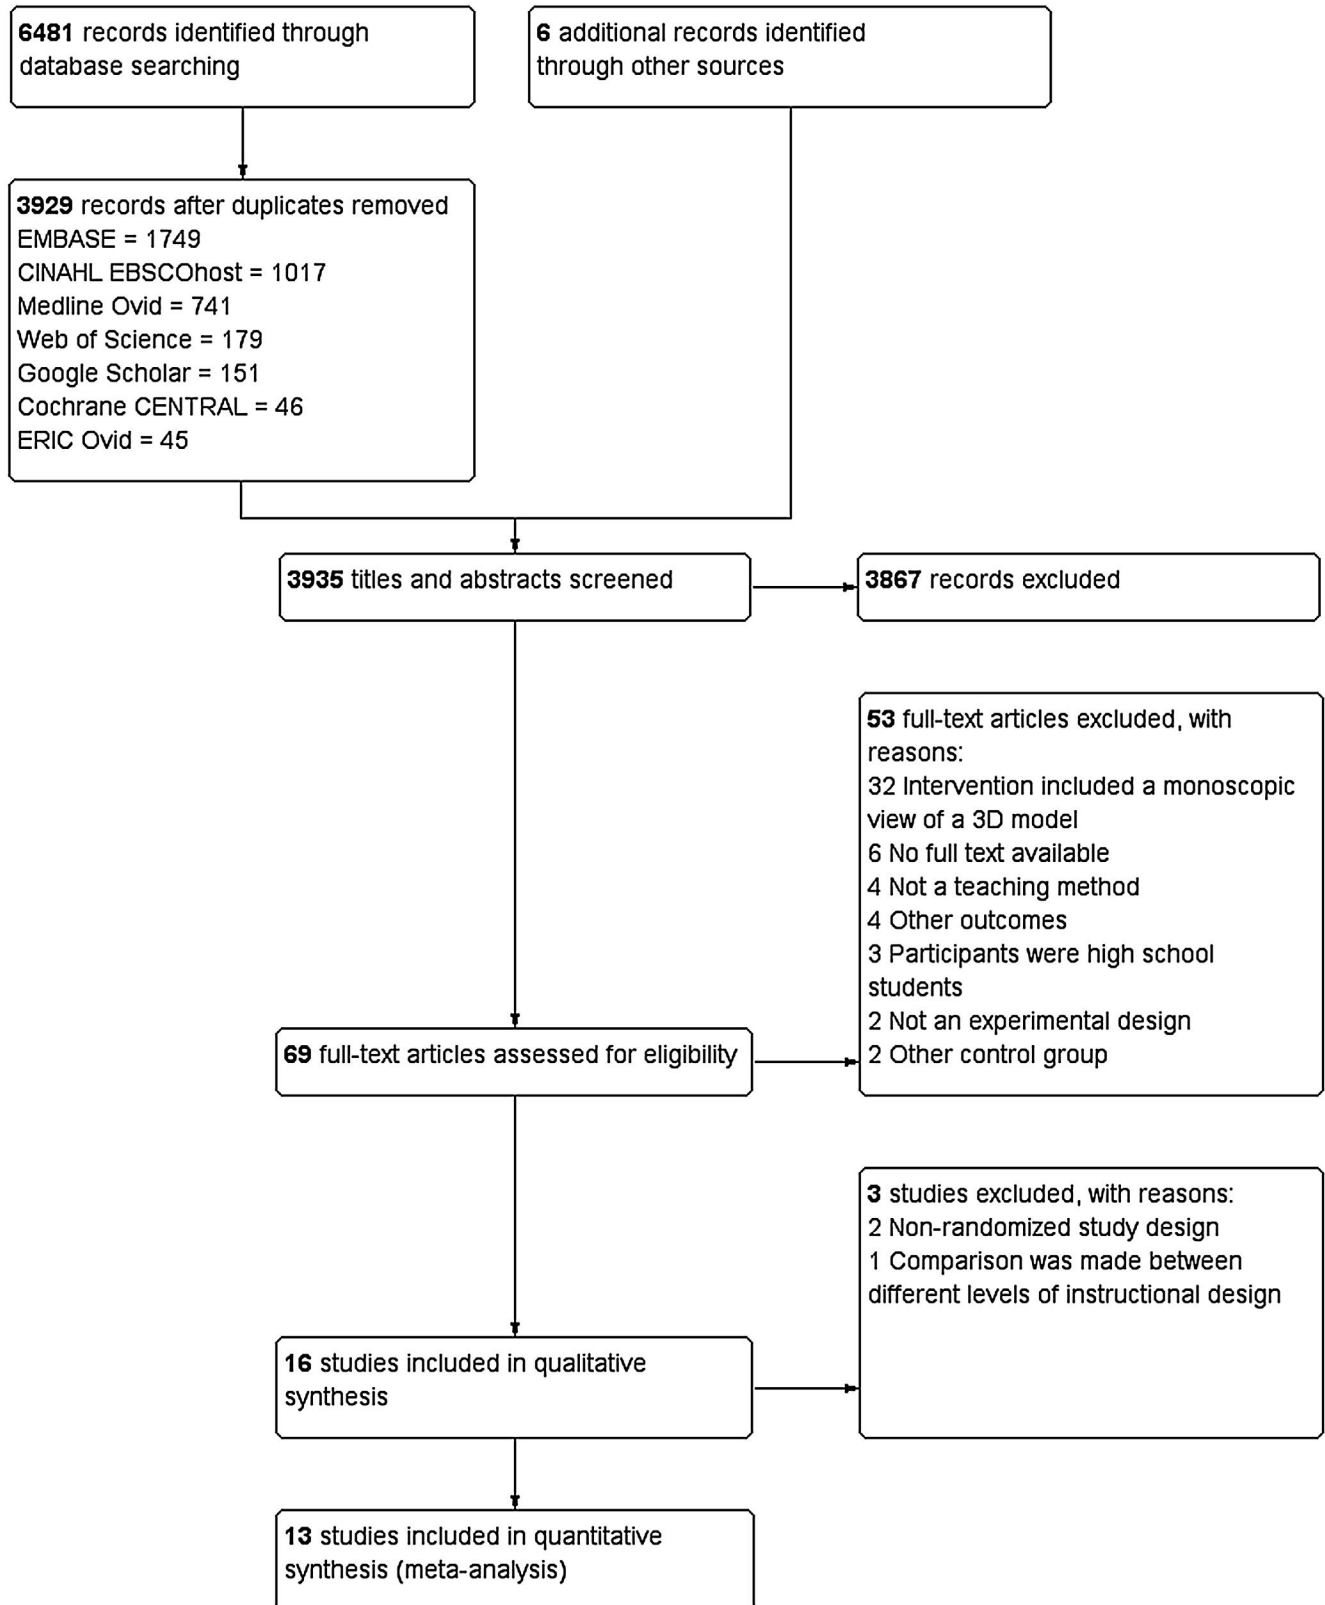 6481 records identified through
database searching
6 additional records identified
through other sources
3929 records after duplicates removed
EMBASE = 1749
CINAHL EBSCOhost = 1017
Medline Ovid = 741
Web of Science = 179
Google Scholar = 151
Cochrane CENTRAL = 46
ERIC Ovid = 45
3935 titles and abstracts screened
3867 records excluded
53 full-text articles excluded, with
reasons:
32 Intervention included a monoscopic
view of a 3D model
6 No full text available
4 Not a teaching method
4 Other outcomes
3 Participants were high school
students
2 Not an experimental design
2 Other control group
69 full-text articles assessed for eligibility
3 studies excluded, with reasons:
2 Non-randomized study design
1 Comparison was made between
different levels of instructional design
16 studies included in qualitative
synthesis
13 studies included in quantitative
synthesis (meta-analysis)